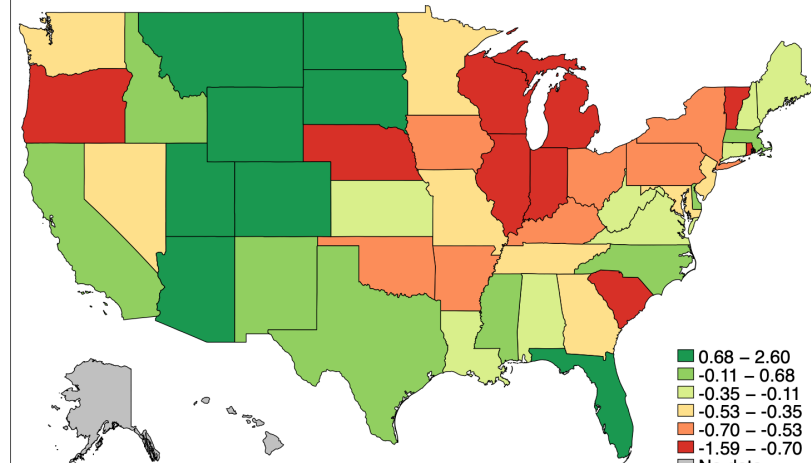 0.68 – 2.60
-0.11 – 0.68
-0.35 – -0.11
-0.53 – -0.35
-0.70 – -0.53
-1.59 – -0.70